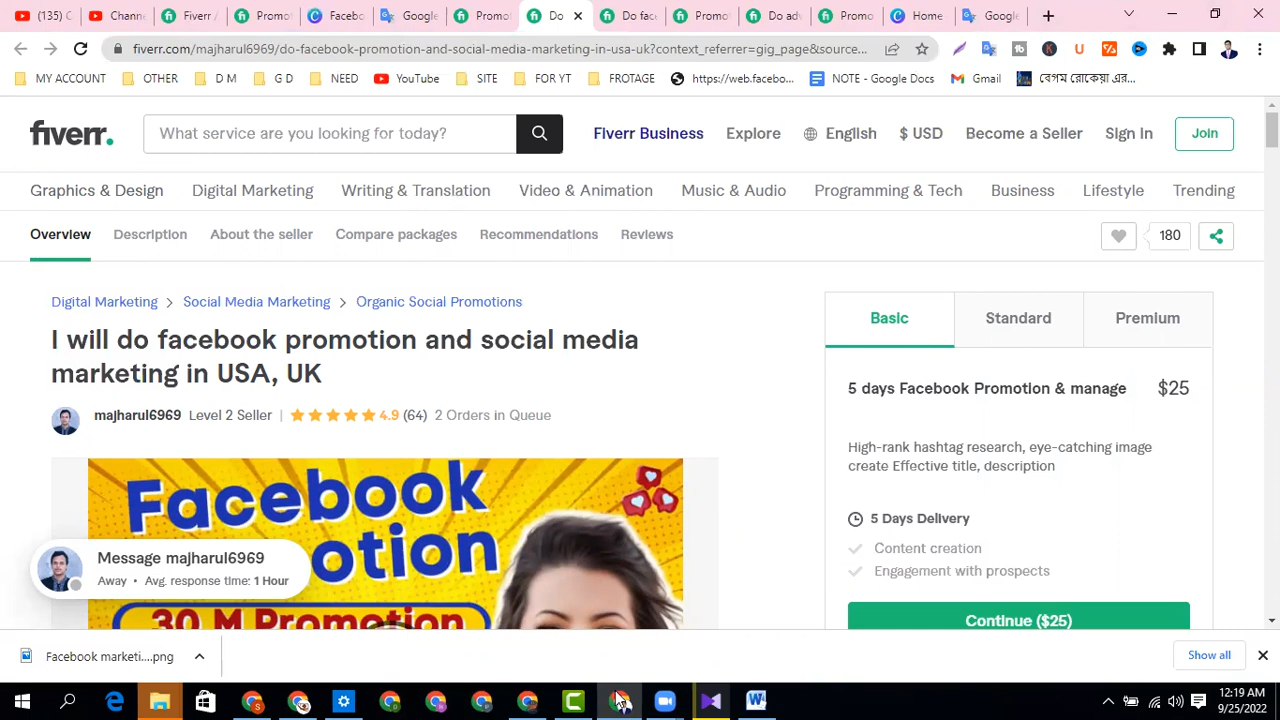 (135)
Chann
Fiverr /
Promo
Facebo
Google
Promo
Do
Do face
Promo
Do adv
Promo
Home
Google
fiverr.com/majharul6969/do-facebook-promotion-and-social-media-marketing-in-usa-uk?context_referrer=gig_page&source...
MY ACCOUNT
OTHER
D M
G D
NEED
YouTube
SITE
FOR YT
FROTAGE
https://web.facebo...
NOTE - Google Docs
Gmail
বেগম রোকেয়া এর...
fiverr.
What service are you looking for today?
Fiverr Business
Explore
English
$ USD
Become a Seller
Sign In
Join
Graphics & Design
Digital Marketing
Writing & Translation
Video & Animation
Music & Audio
Programming & Tech
Business
Lifestyle
Trending
Overview
Description
About the seller
Compare packages
Recommendations
Reviews
180
Digital Marketing > Social Media Marketing > Organic Social Promotions
I will do facebook promotion and social media
marketing in USA, UK
majharul6969 Level 2 Seller | 4.9 (64) 2 Orders in Queue
Facebook
otion
30 M Promotion
Message majharul6969
Away • Avg. response time: 1 Hour
Basic
Standard
Premium
5 days Facebook Promotion & manage
$25
High-rank hashtag research, eye-catching image
create Effective title, description
5 Days Delivery
Content creation
Engagement with prospects
Continue ($25)
Facebook marketi....png
Show all
12:19 AM
9/25/2022